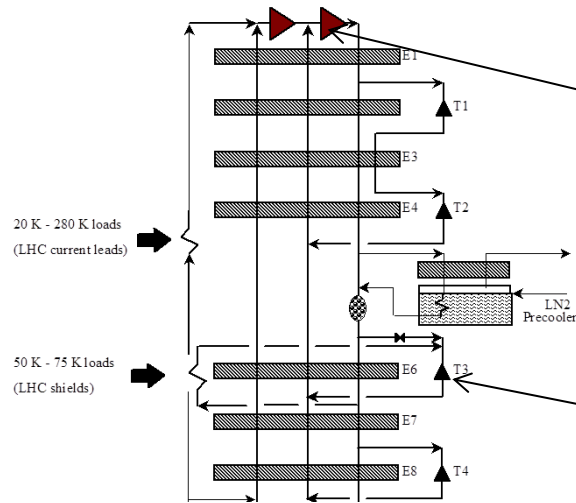 E1
T1
E3
E4
T2
20 K - 280 K loads
(LHC current leads)
LN2
Precooler
50 K - 75 K loads
(LHC shields)
E6
T3
E7
E8
T4